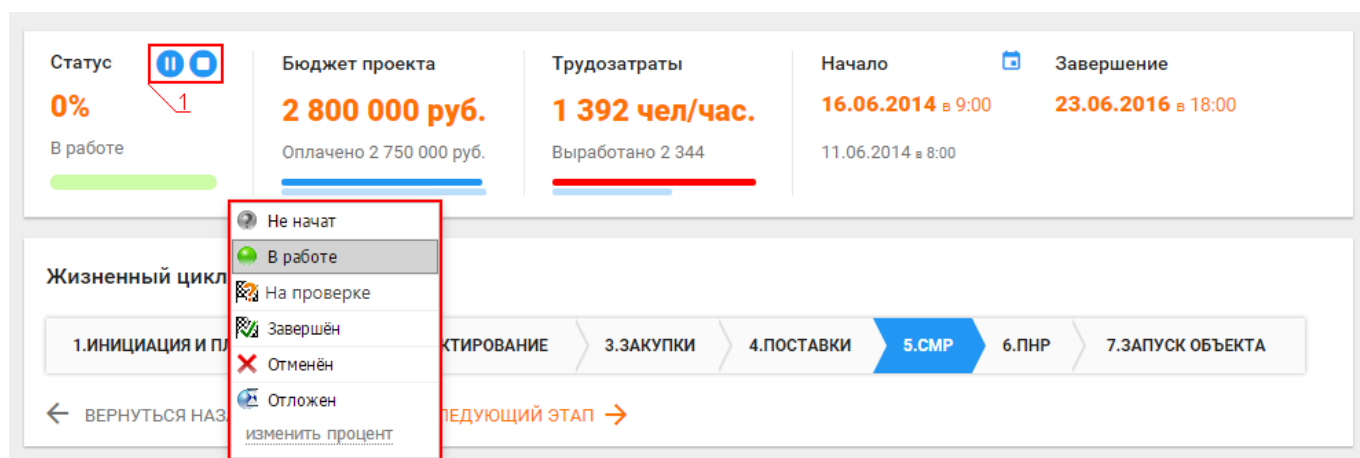 Статус
1
0%
В работе
Бюджет проекта
2 800 000 руб.
Оплачено 2 750 000 руб.
Трудозатраты
1 392 чел/час.
Выработано 2 344
Начало
16.06.2014 в 9:00
11.06.2014 в 8:00
Завершение
23.06.2016 в 18:00
Не начат
В работе
На проверке
Завершён
Отменён
Отложен
изменить процент
Жизненный цикл
1.ИНИЦИАЦИЯ И П
КТИРОВАНИЕ
3.ЗАКУПКИ
4.ПОСТАВКИ
5.СМР
6.ПНР
7.ЗАПУСК ОБЪЕКТА
ВЕРНУТЬСЯ НАЗ
ЛЕДУЮЩИЙ ЭТАП